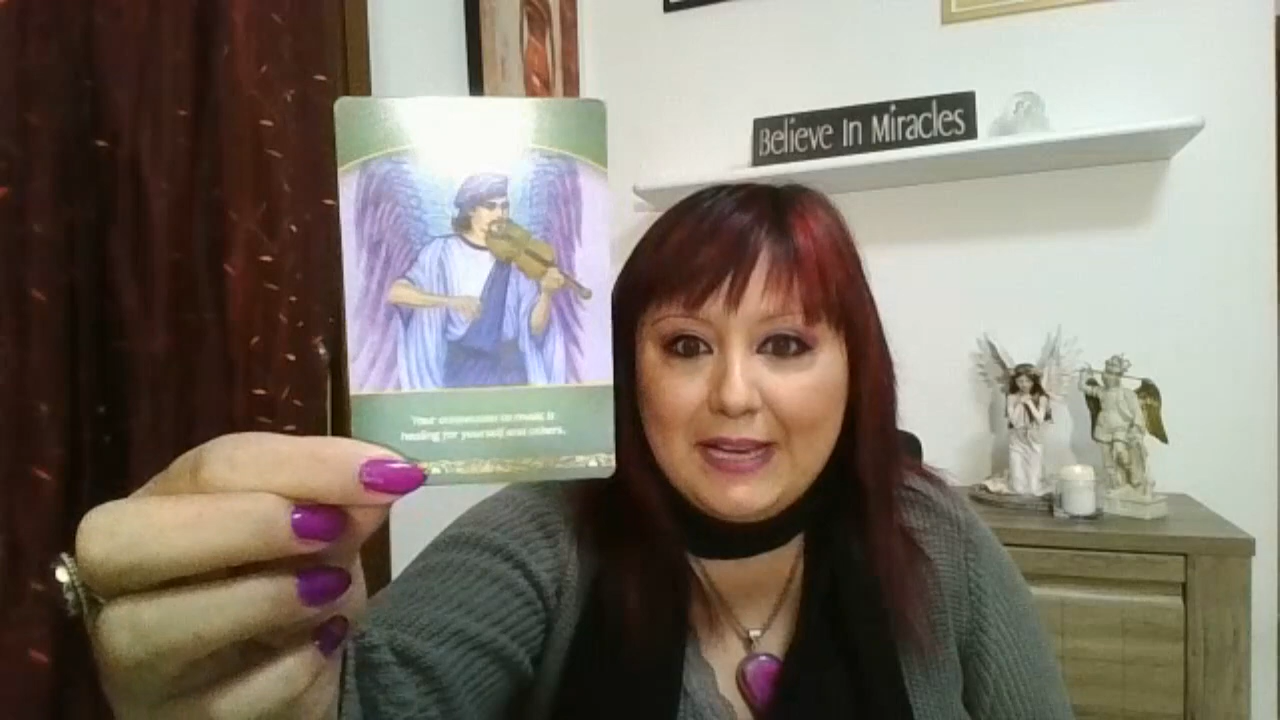 Believe In Miracles
Your connection to music is
healing for yourself and others.